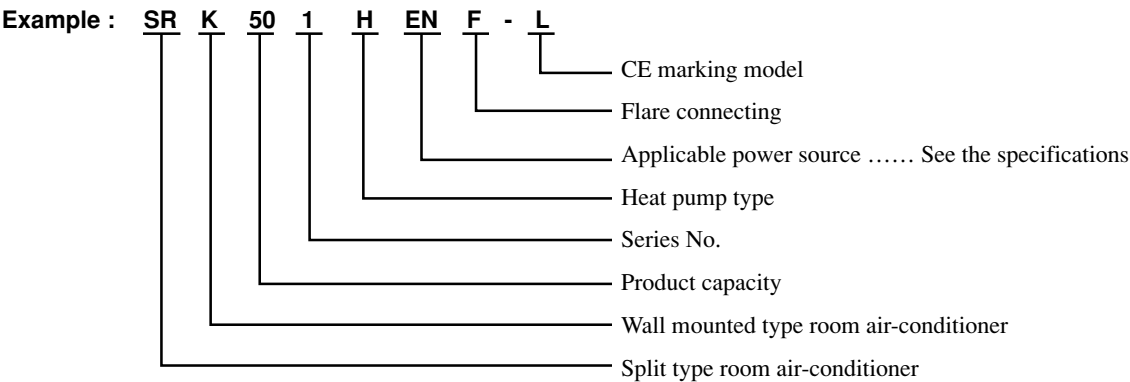 Example : SR K 50 1 H EN F - L
CE marking model
Flare connecting
Applicable power source …… See the specifications
Heat pump type
Series No.
Product capacity
Wall mounted type room air-conditioner
Split type room air-conditioner